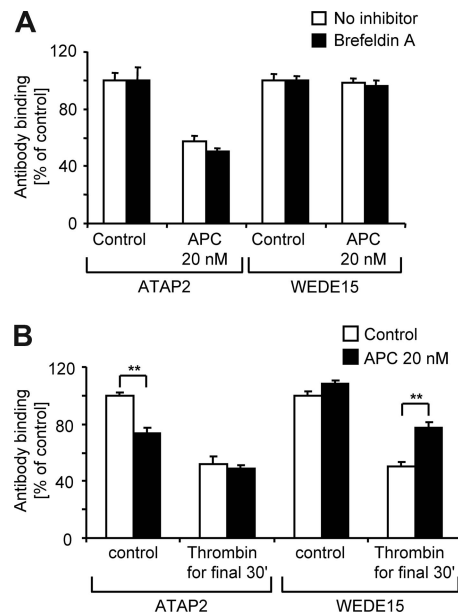 A
No inhibitor
Brefeldin A
Antibody binding
[% of control]
120
80
40
0
Control
APC
20 nM
Control
APC
20 nM
ATAP2
WEDE15
B
Control
APC 20 nM
Antibody binding
[% of control]
120
80
40
0
**
**
control
Thrombin
for final 30'
control
Thrombin
for final 30'
ATAP2
WEDE15